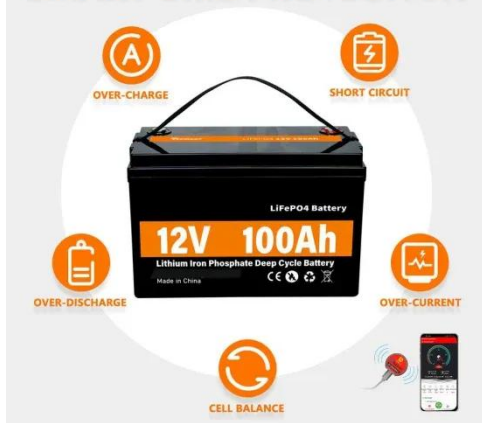 OVER-CHARGE
SHORT CIRCUIT
LiFePO4 Battery
12V 100Ah
Lithium Iron Phosphate Deep Cycle Battery
Made in China
CE
OVER-DISCHARGE
OVER-CURRENT
CELL BALANCE